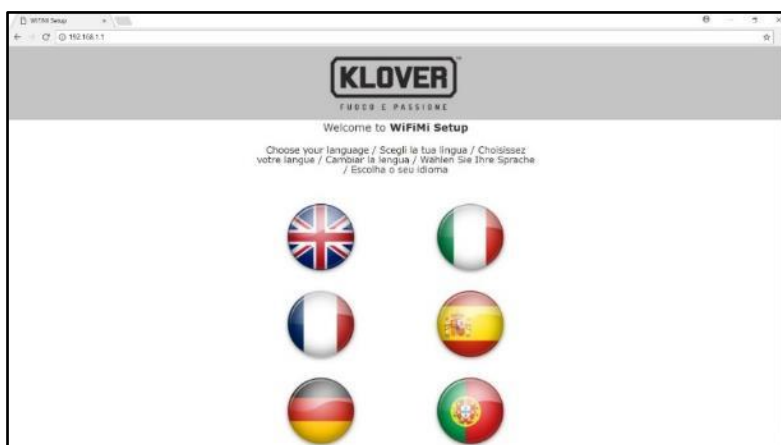 WiFiMi Setup
192.168.1.1
KLOVER
FUOCO E PASSIONE
Welcome to WiFiMi Setup
Choose your language / Scegli la tua lingua / Choisissez
votre langue / Cambiar la lengua / Wählen Sie Ihre Sprache
/ Escolha o seu idioma